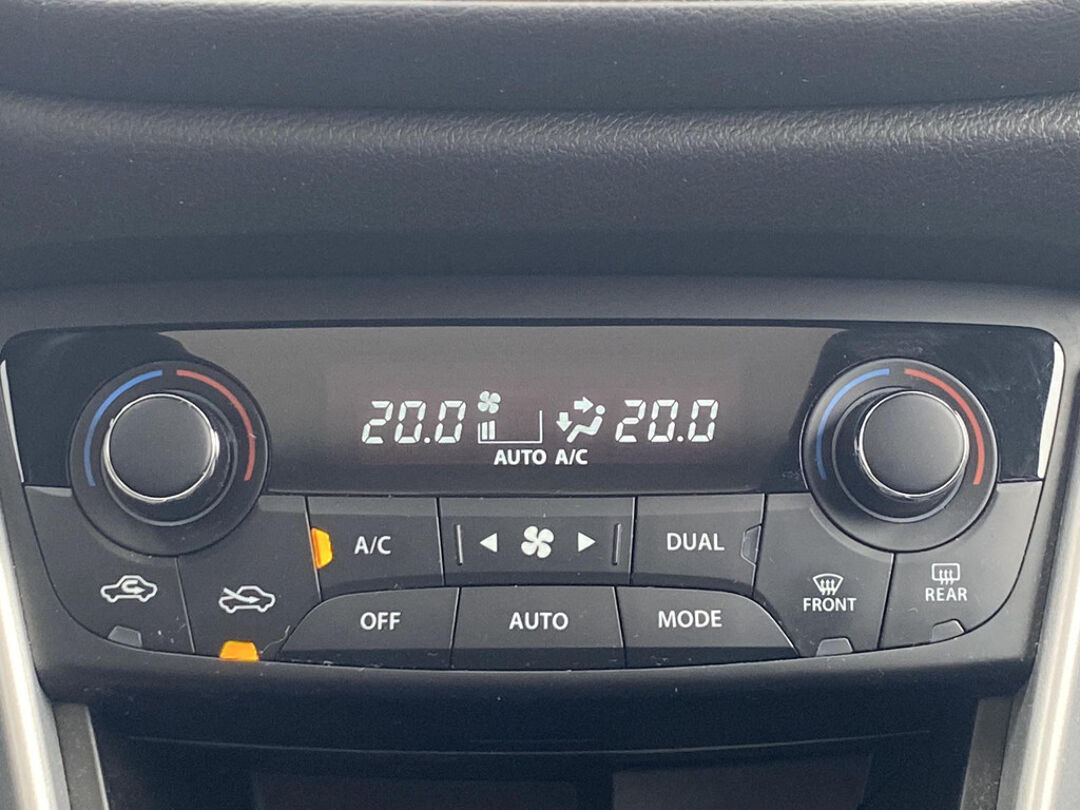 20.0 20.0
AUTO A/C
A/C
DUAL
OFF
AUTO
MODE
FRONT
REAR